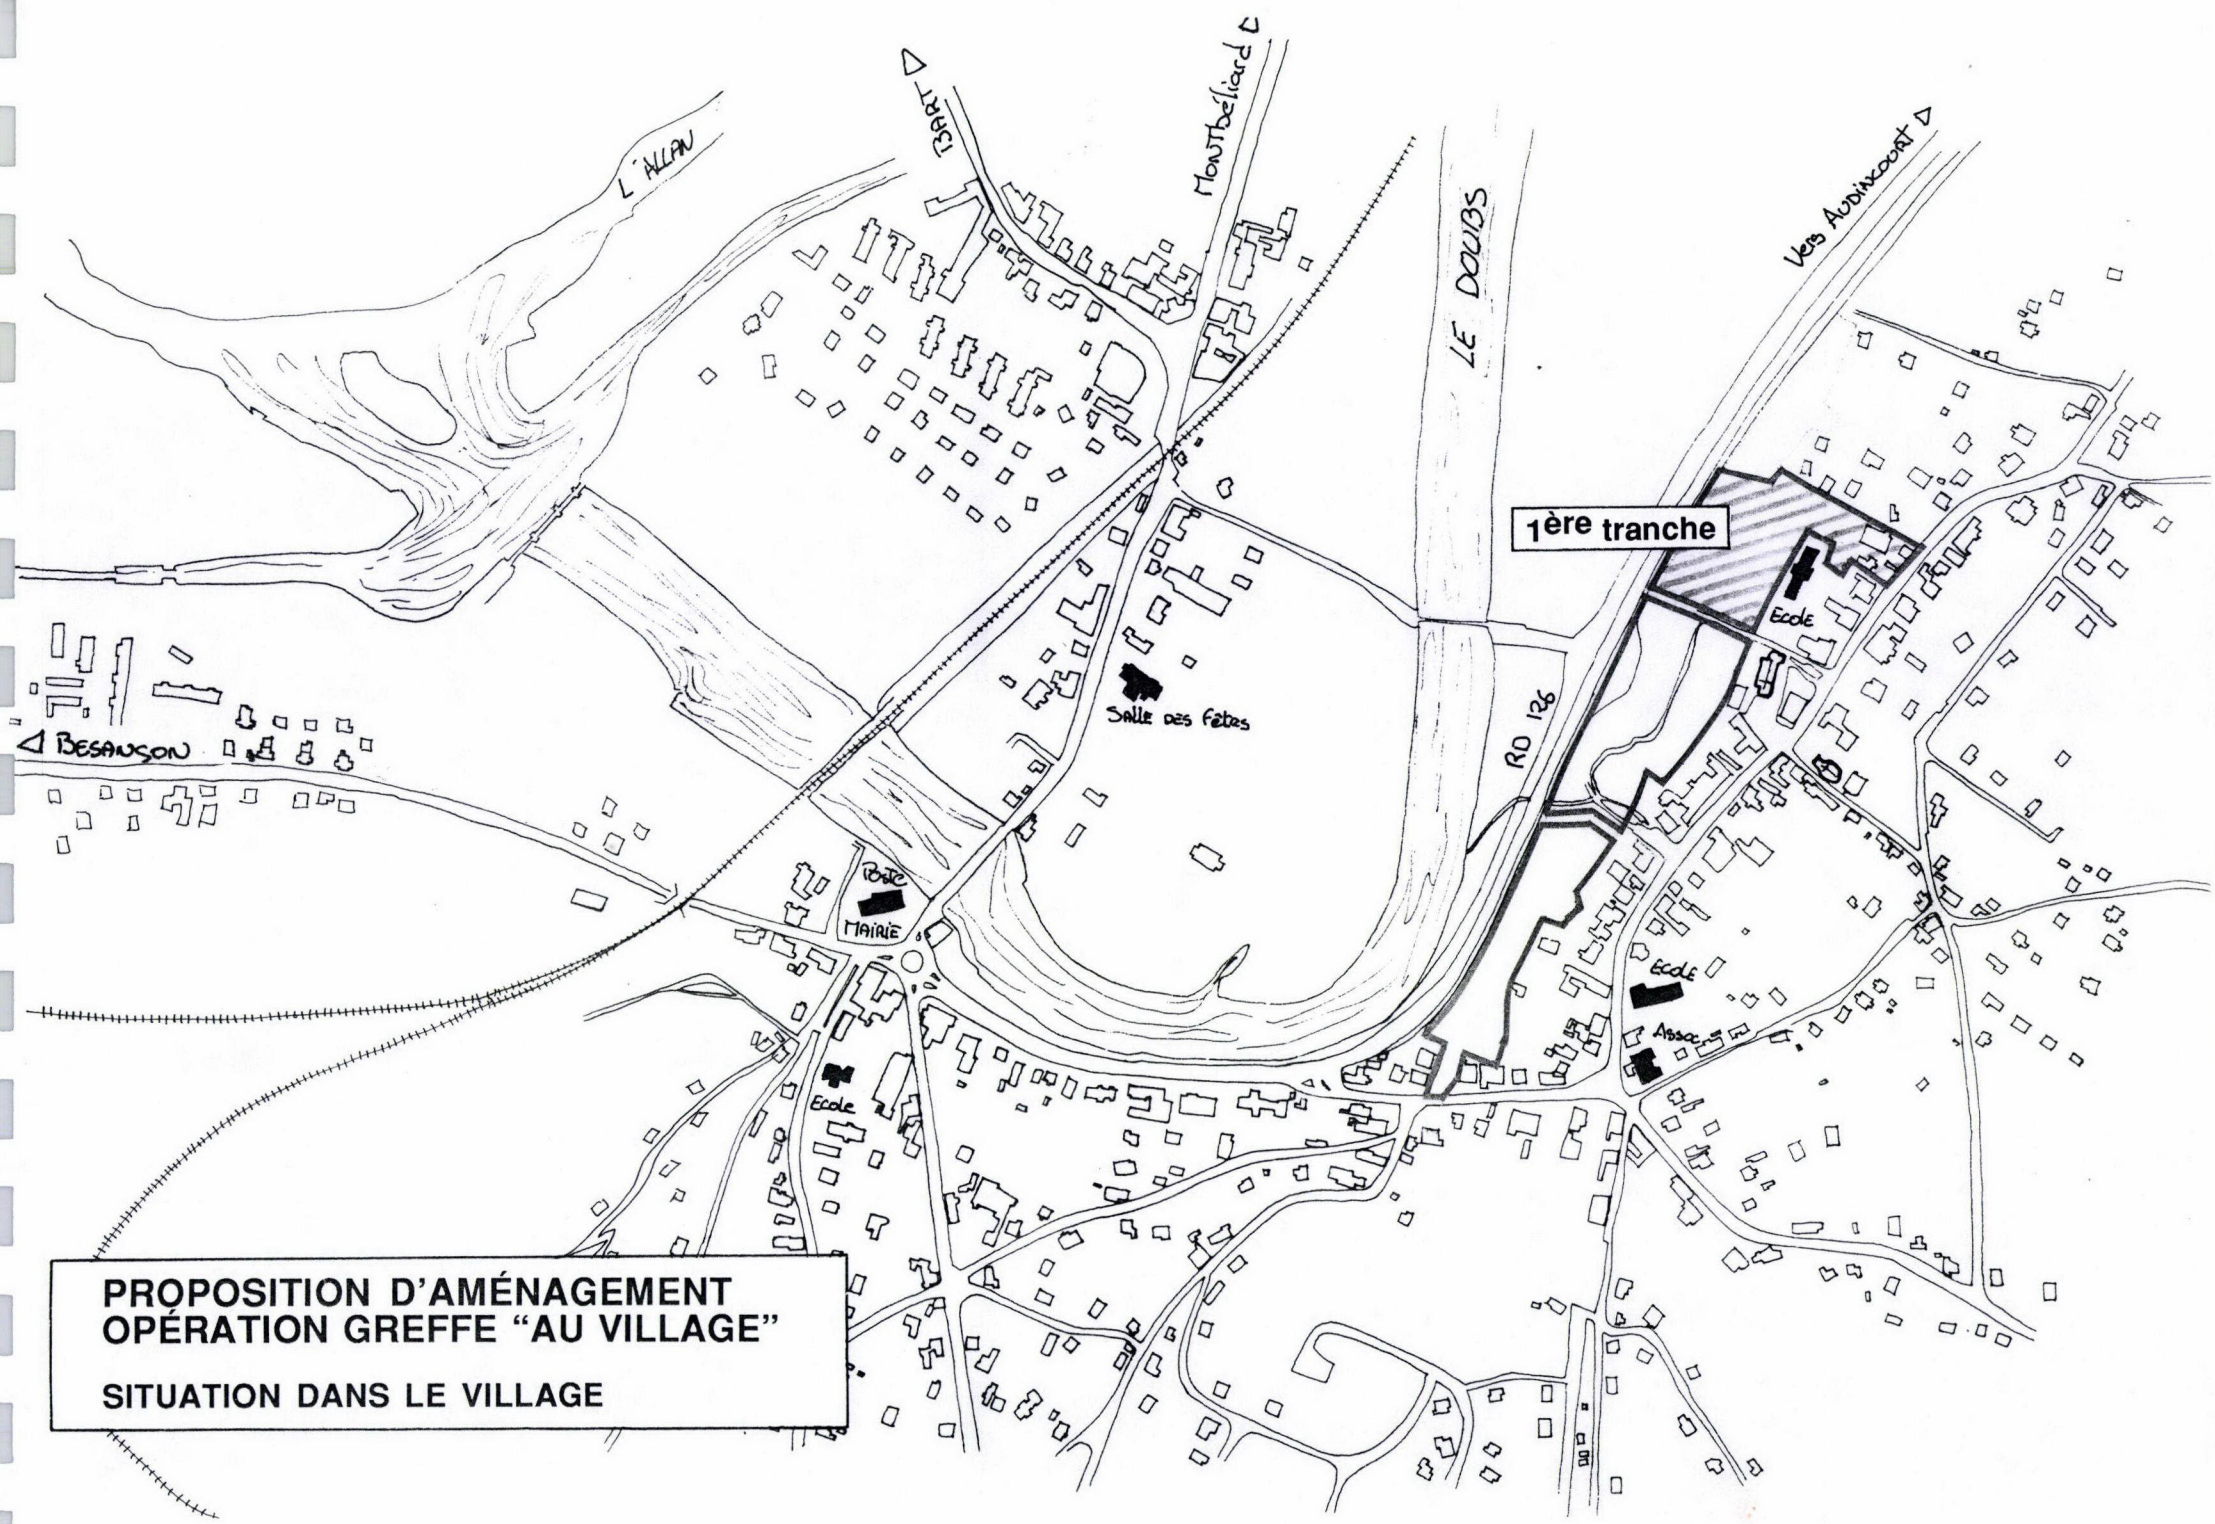 BART
Montbéliard
L'ALLAN
LE DOUBS
Vers AUDINCOURT
1ère tranche
Ecole
SALLE DES Fêtes
RD 126
BESANSON
MAIRIE
Ecole
Assoc
Ecole
PROPOSITION D'AMÉNAGEMENT
OPÉRATION GREFFE “AU VILLAGE”
SITUATION DANS LE VILLAGE